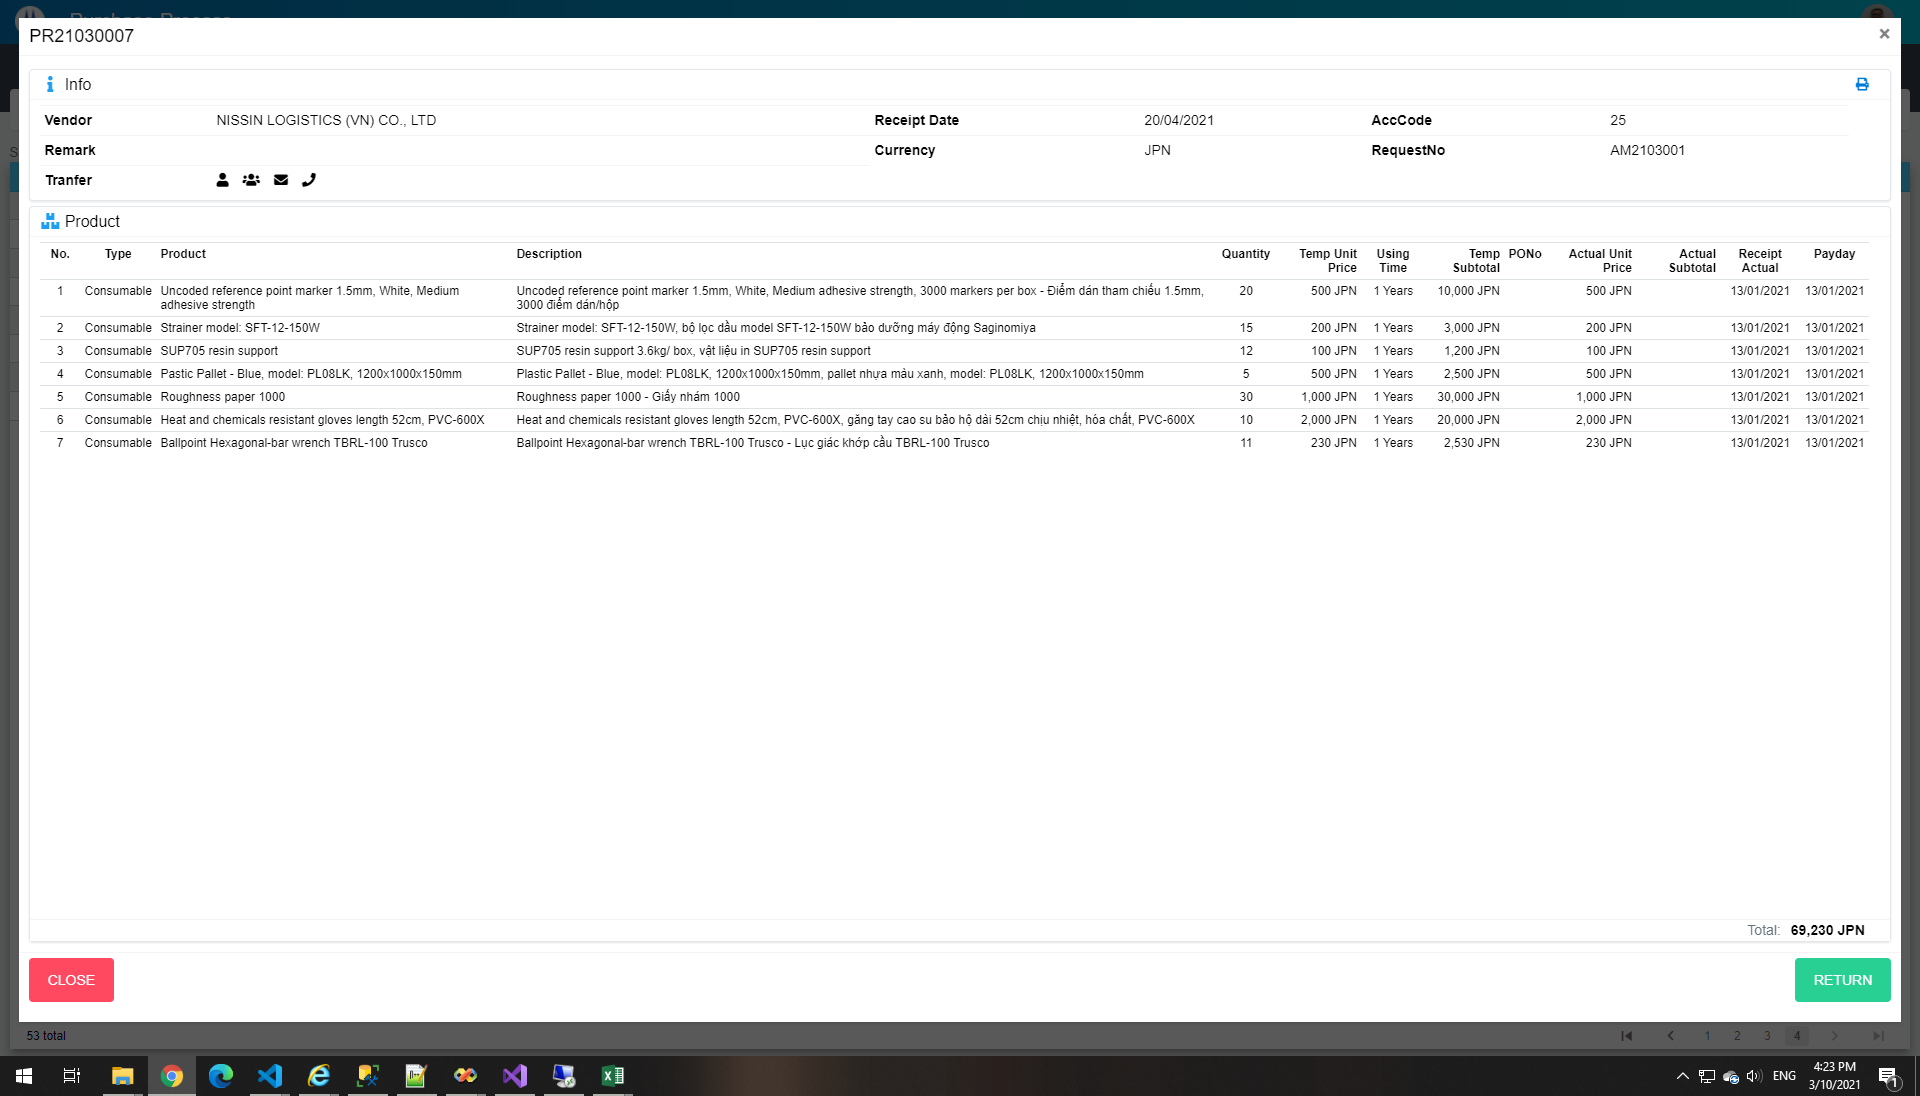 PR21030007
×
Info
Vendor NISSIN LOGISTICS (VN) CO., LTD Receipt Date 20/04/2021 AccCode 25
Remark Currency JPN RequestNo AM2103001
Tranfer
Product
No. Type Product Description Quantity Temp Unit Price Using Time Temp Subtotal PONo Actual Unit Price Actual Subtotal Receipt Actual Payday
1 Consumable Uncoded reference point marker 1.5mm, White, Medium adhesive strength Uncoded reference point marker 1.5mm, White, Medium adhesive strength, 3000 markers per box - Điểm dán tham chiếu 1.5mm, 3000 điểm dán/hộp 20 500 JPN 1 Years 10,000 JPN 500 JPN 13/01/2021 13/01/2021
2 Consumable Strainer model: SFT-12-150W Strainer model: SFT-12-150W, bộ lọc dầu model SFT-12-150W bảo dưỡng máy động Saginomiya 15 200 JPN 1 Years 3,000 JPN 200 JPN 13/01/2021 13/01/2021
3 Consumable SUP705 resin support SUP705 resin support 3.6kg/ box, vật liệu in SUP705 resin support 12 100 JPN 1 Years 1,200 JPN 100 JPN 13/01/2021 13/01/2021
4 Consumable Pastic Pallet - Blue, model: PL08LK, 1200x1000x150mm Plastic Pallet - Blue, model: PL08LK, 1200x1000x150mm, pallet nhựa màu xanh, model: PL08LK, 1200x1000x150mm 5 500 JPN 1 Years 2,500 JPN 500 JPN 13/01/2021 13/01/2021
5 Consumable Roughness paper 1000 Roughness paper 1000 - Giấy nhám 1000 30 1,000 JPN 1 Years 30,000 JPN 1,000 JPN 13/01/2021 13/01/2021
6 Consumable Heat and chemicals resistant gloves length 52cm, PVC-600X Heat and chemicals resistant gloves length 52cm, PVC-600X, găng tay cao su bảo hộ dài 52cm chịu nhiệt, hóa chất, PVC-600X 10 2,000 JPN 1 Years 20,000 JPN 2,000 JPN 13/01/2021 13/01/2021
7 Consumable Ballpoint Hexagonal-bar wrench TBRL-100 Trusco Ballpoint Hexagonal-bar wrench TBRL-100 Trusco - Lục giác khớp cầu TBRL-100 Trusco 11 230 JPN 1 Years 2,530 JPN 230 JPN 13/01/2021 13/01/2021
Total: 69,230 JPN
CLOSE RETURN
53 total 1 2 3 4
ENG 4:23 PM
3/10/2021 1